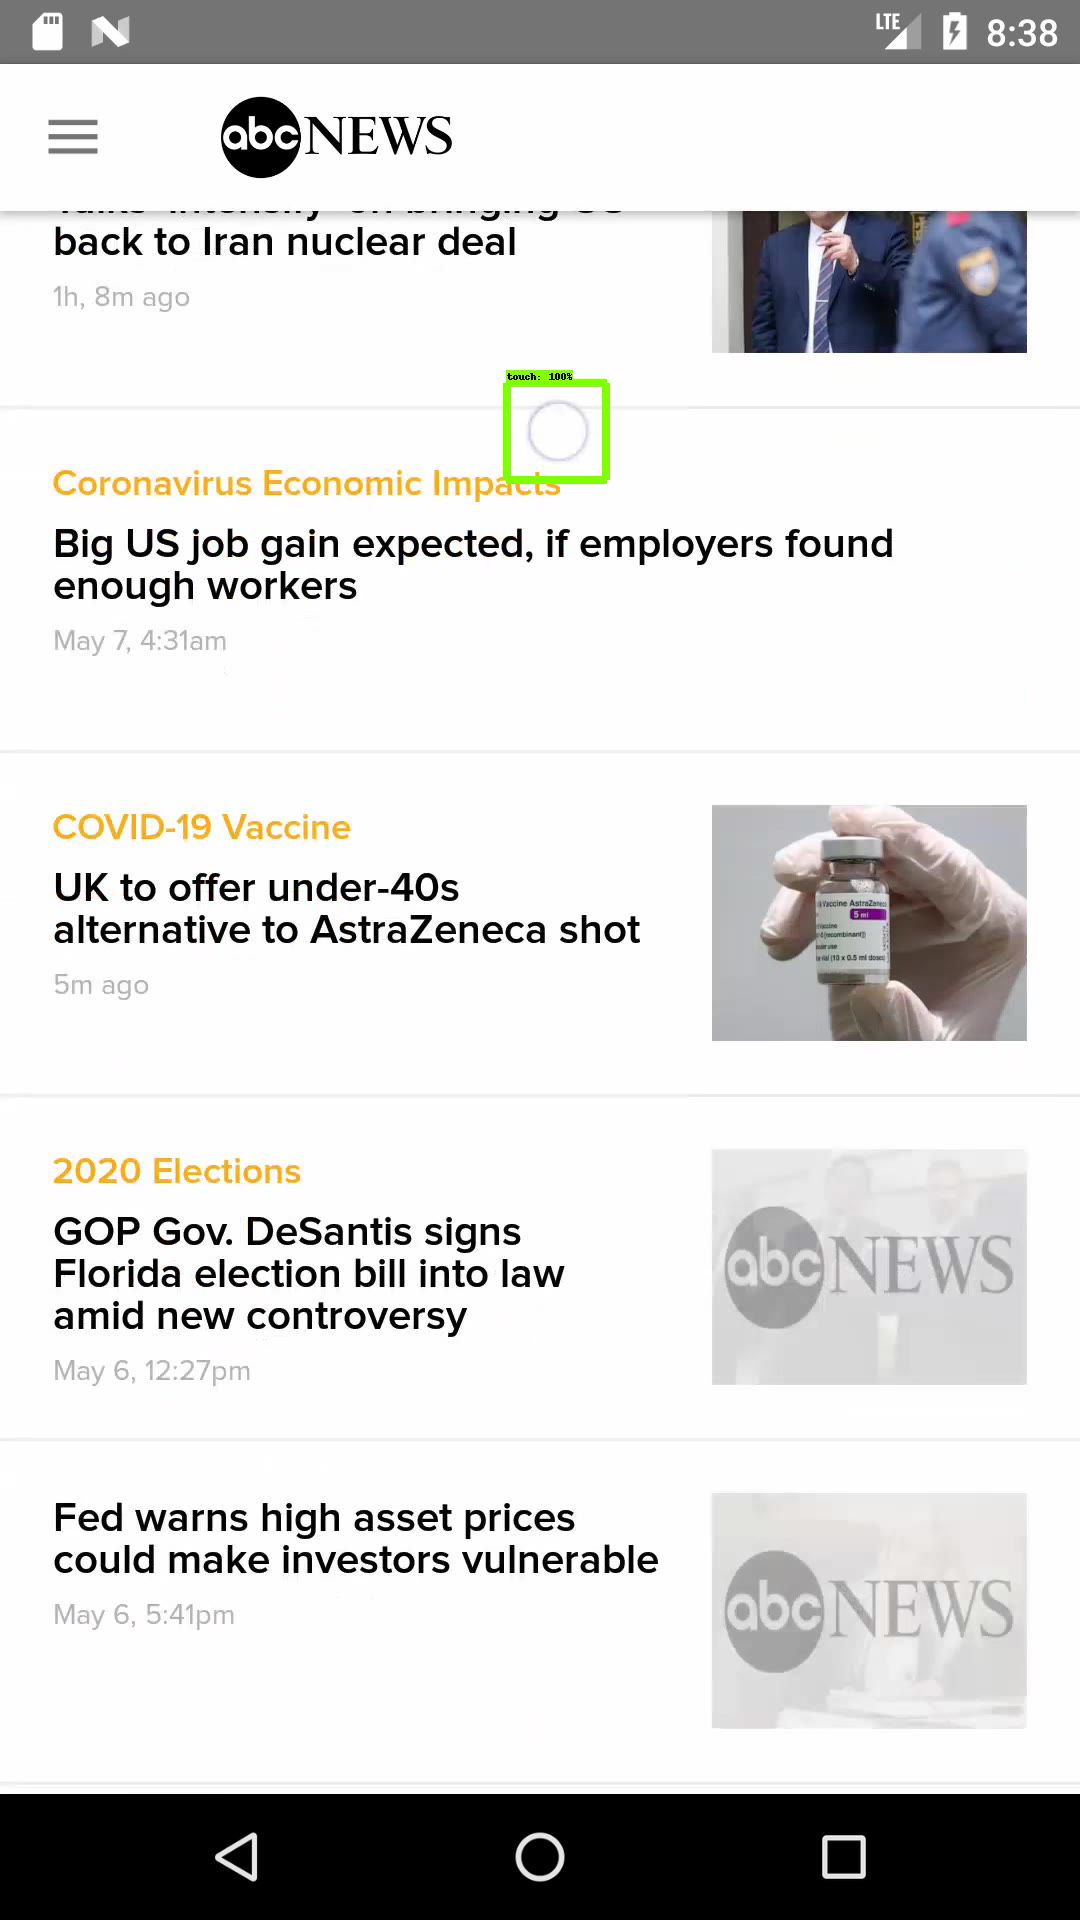 LTE 8:38
abc NEWS
back to Iran nuclear deal
1h, 8m ago
touch: 100%
Coronavirus Economic Impacts
Big US job gain expected, if employers found
enough workers
May 7, 4:31am
COVID-19 Vaccine
UK to offer under-40s
alternative to AstraZeneca shot
5m ago
Vaccine AstraZeneca
5 ml
2020 Elections
GOP Gov. DeSantis signs
Florida election bill into law
amid new controversy
May 6, 12:27pm
abc NEWS
Fed warns high asset prices
could make investors vulnerable
May 6, 5:41pm
abc NEWS